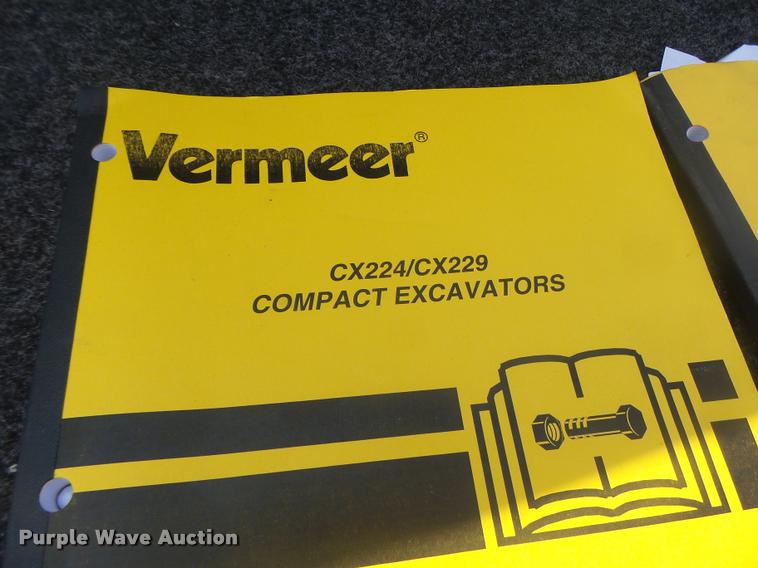 Vermeer®
CX224/CX229
COMPACT EXCAVATORS
Purple Wave Auction